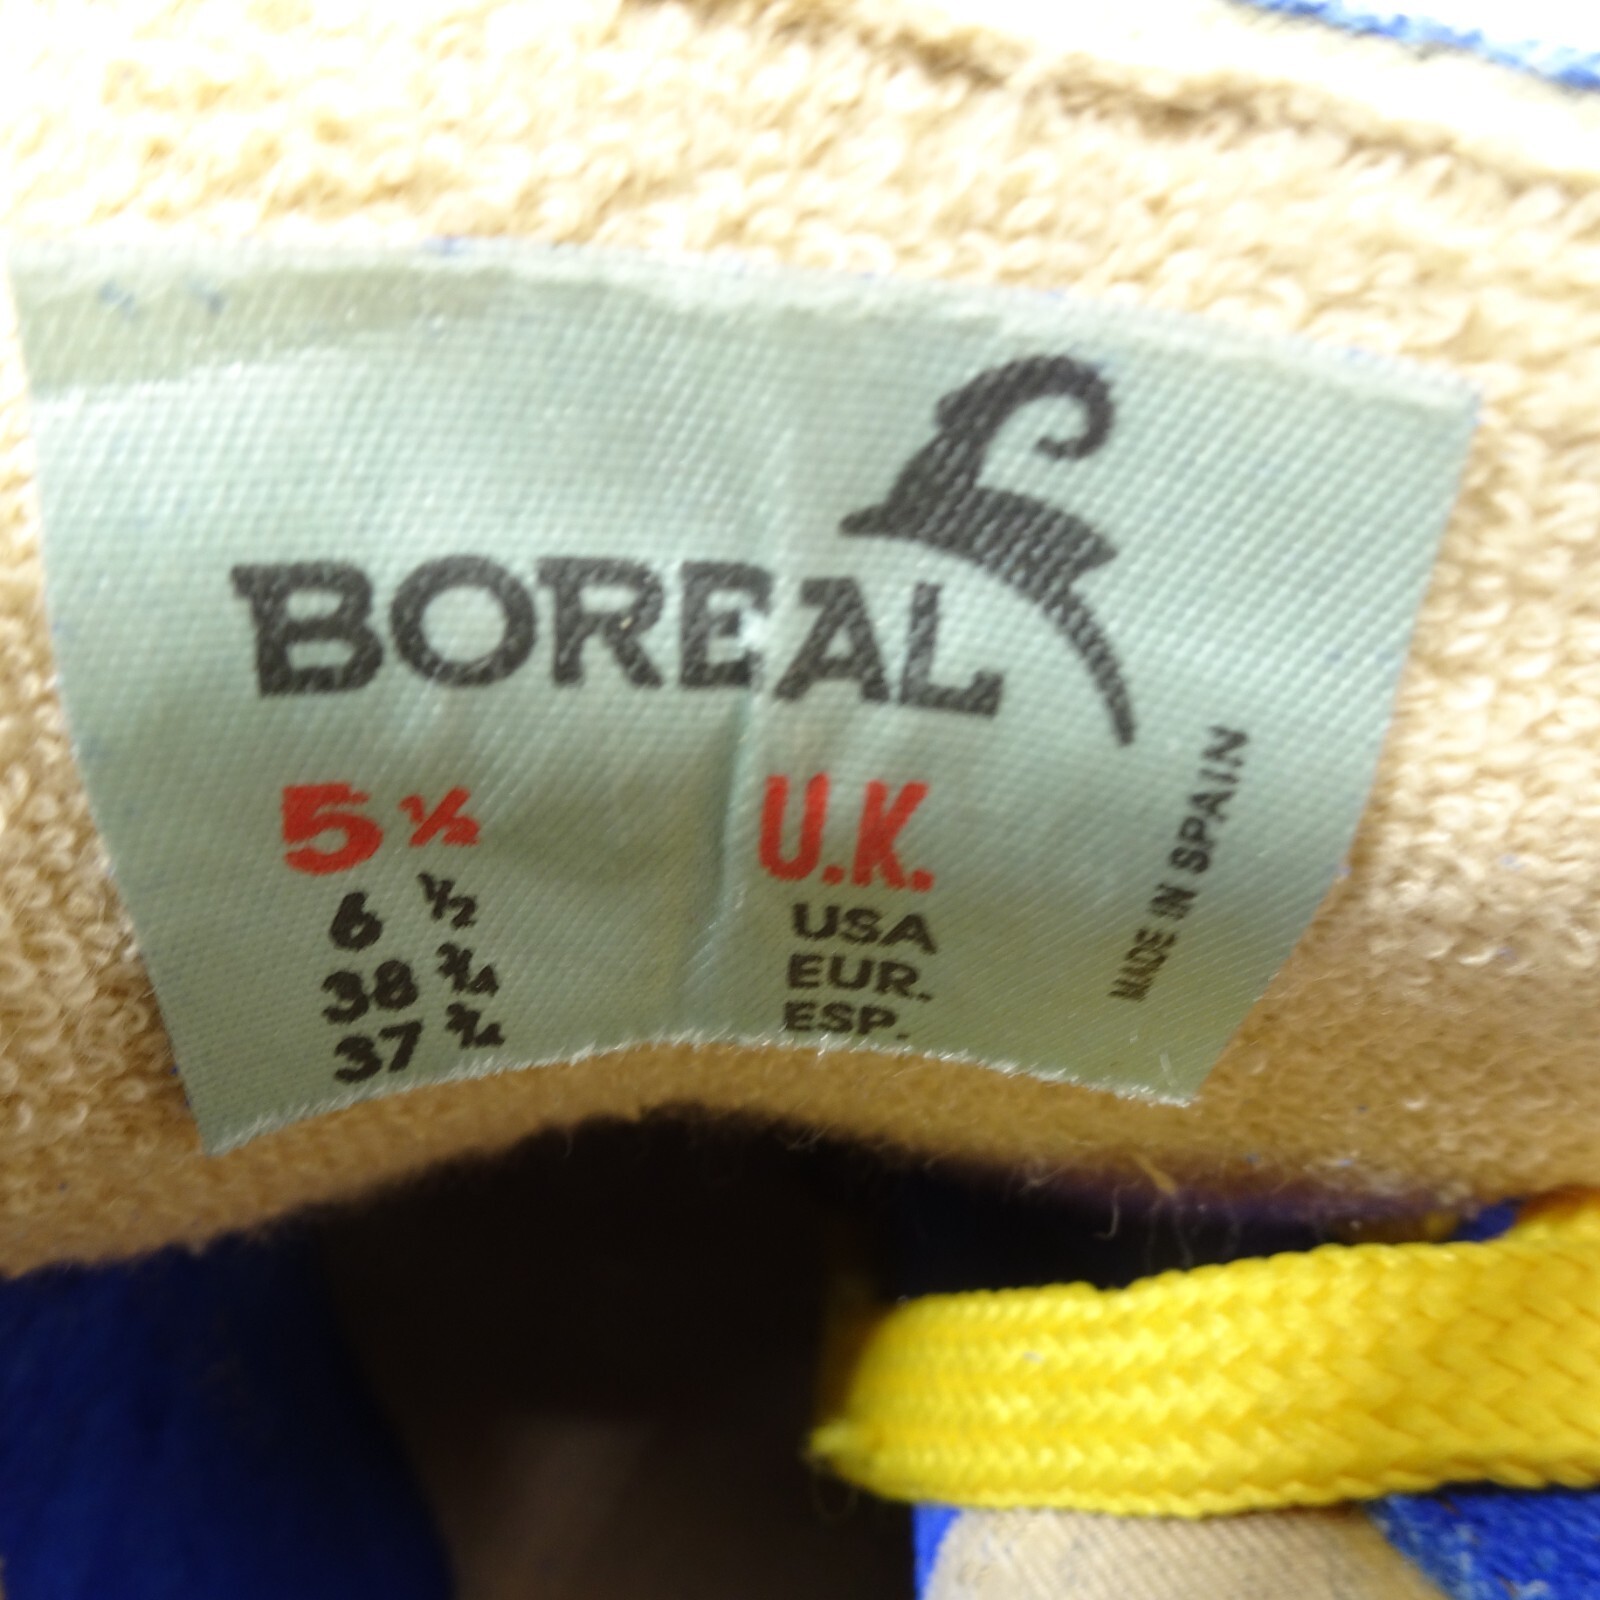 BOREAL
5 ½ U.K.
6 ½ USA
38 ¾ EUR.
37 ¾ ESP.
MADE IN SPAIN